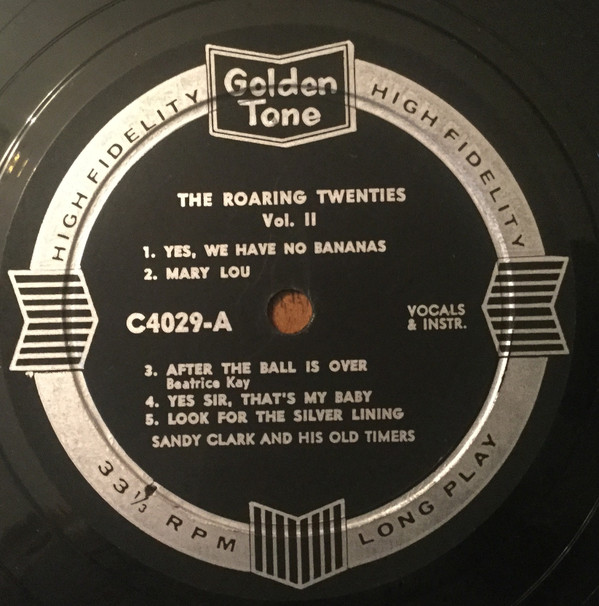 Golden
Tone
HIGH FIDELITY
HIGH FIDELITY
THE ROARING TWENTIES
Vol. II
1. YES, WE HAVE NO BANANAS
2. MARY LOU
C4029-A
VOCALS
& INSTR.
3. AFTER THE BALL IS OVER
Beatrice Kay
4. YES SIR, THAT'S MY BABY
5. LOOK FOR THE SILVER LINING
SANDY CLARK AND HIS OLD TIMERS
33⅓ RPM
LONG PLAY